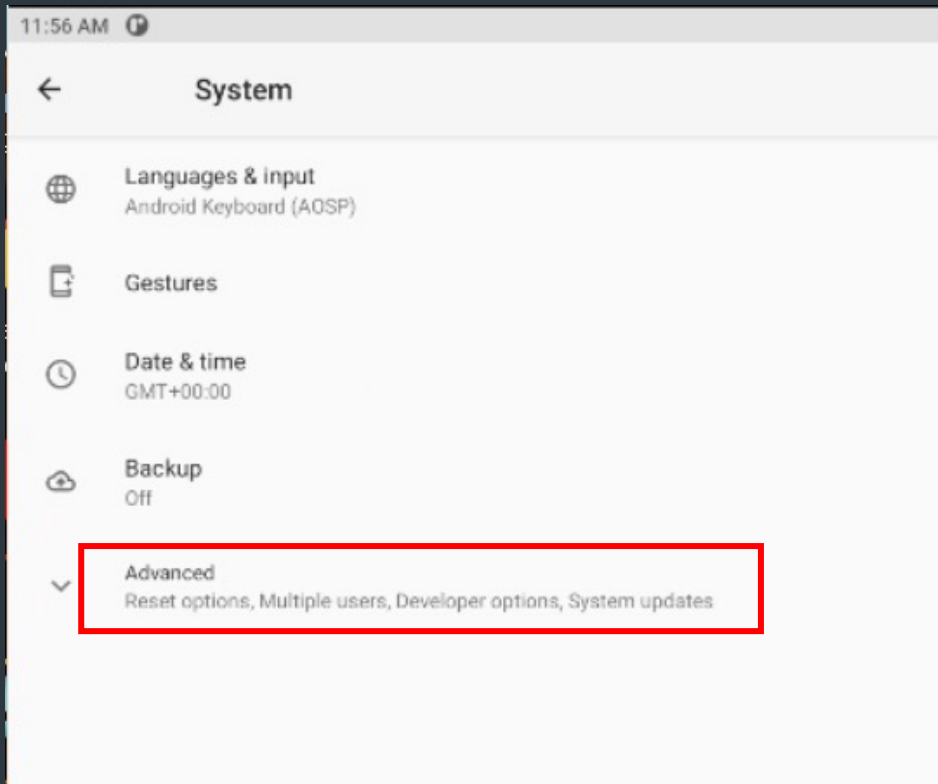 11:56 AM
System
Languages & input
Android Keyboard (AOSP)
Gestures
Date & time
GMT+00:00
Backup
Off
Advanced
Reset options, Multiple users, Developer options, System updates